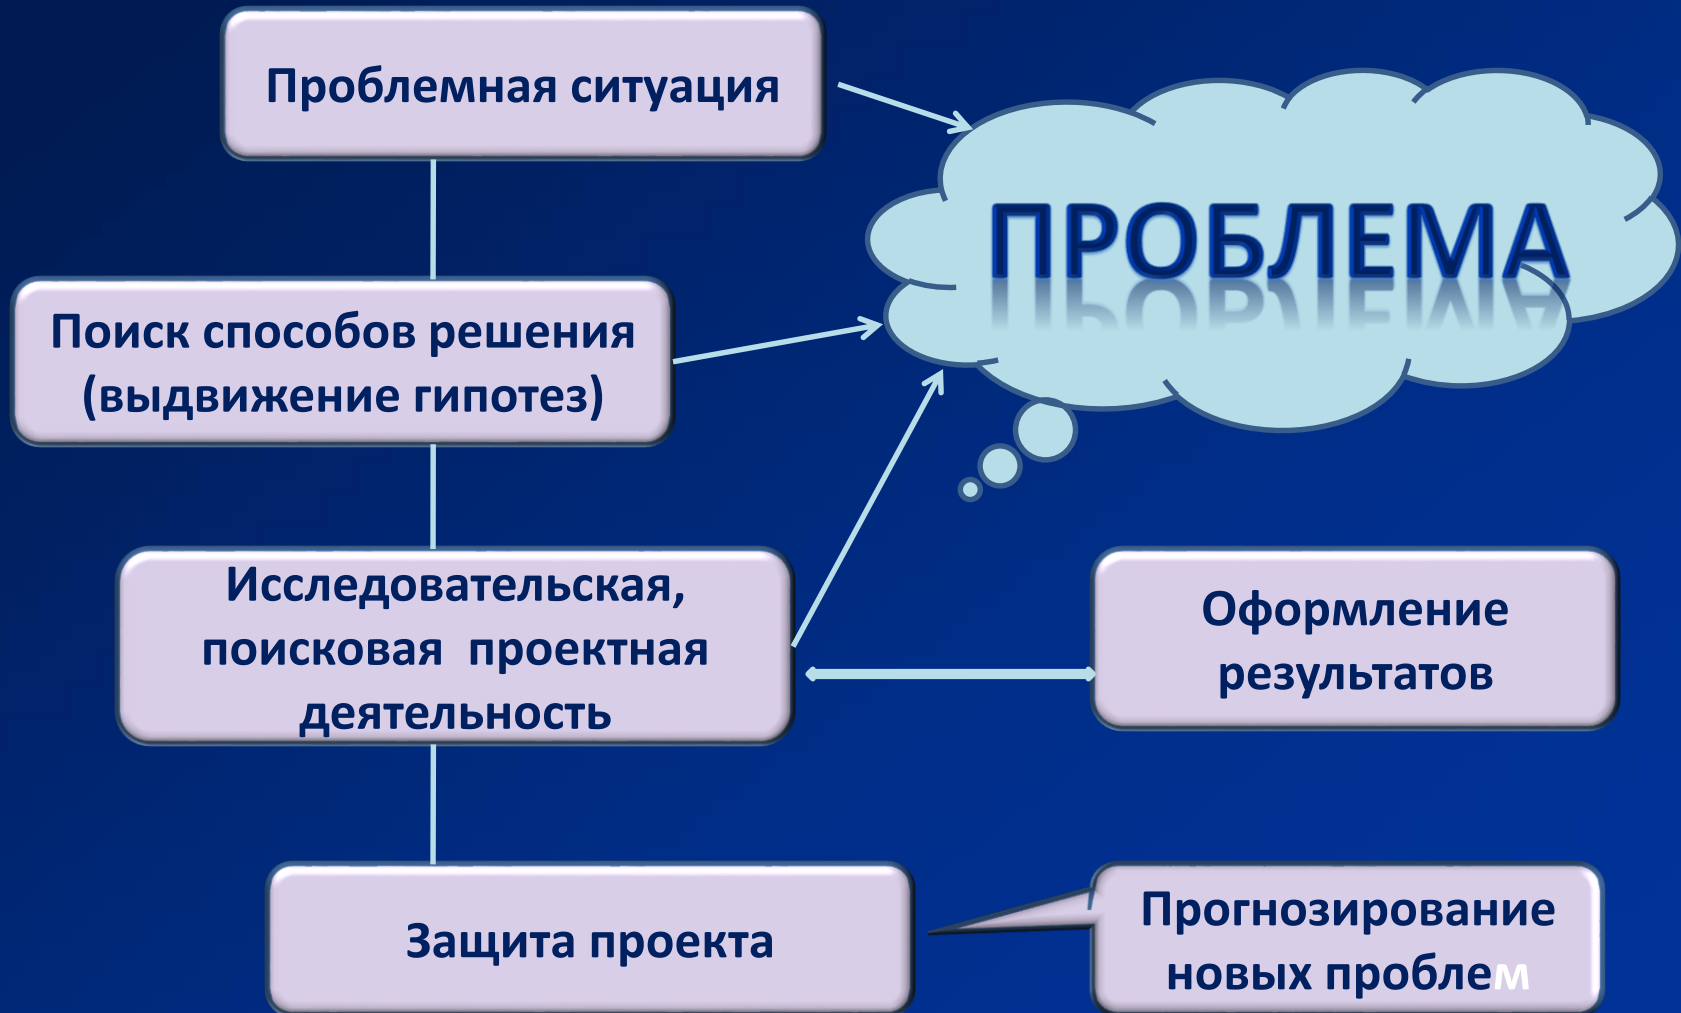 Проблемная ситуация
ПРОБЛЕМА
Поиск способов решения
(выдвижение гипотез)
Исследовательская,
поисковая проектная
деятельность
Оформление
результатов
Защита проекта
Прогнозирование
новых проблем